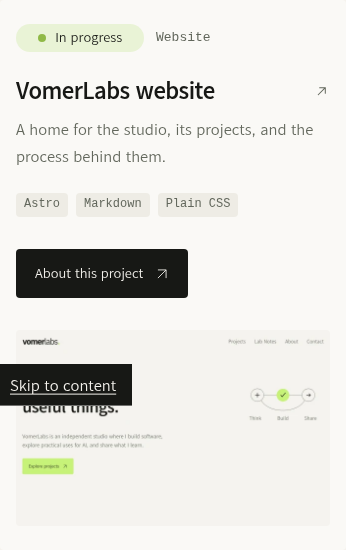 In progress
Website
VomerLabs website
A home for the studio, its projects, and the
process behind them.
Astro
Markdown
Plain CSS
About this project
vomerlabs
Projects
Lab Notes
About
Contact
Skip to content
useful things.
Think
Build
Share
VomerLabs is an independent studio where I build software,
explore practical uses for AI, and share what I learn.
Explore projects